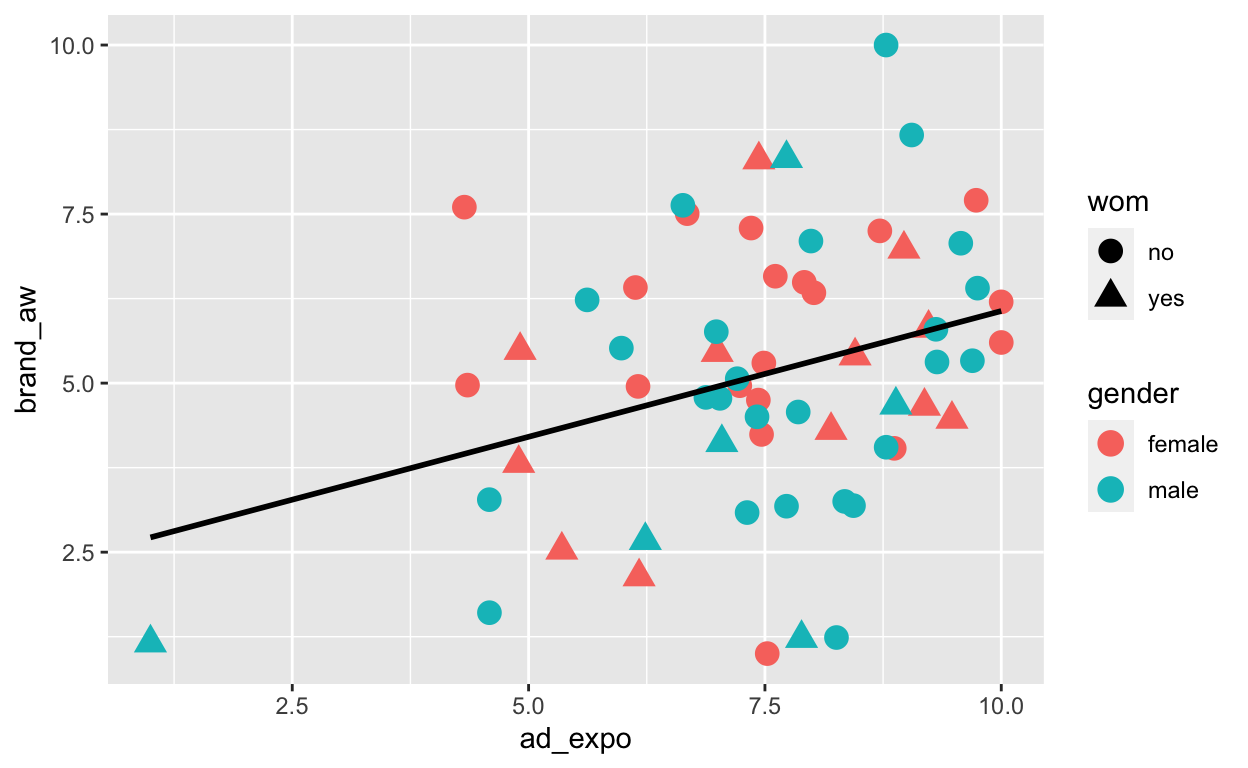 10.0
7.5
5.0
2.5
brand_aw
2.5 5.0 7.5 10.0
ad_expo
wom
no
yes
gender
female
male